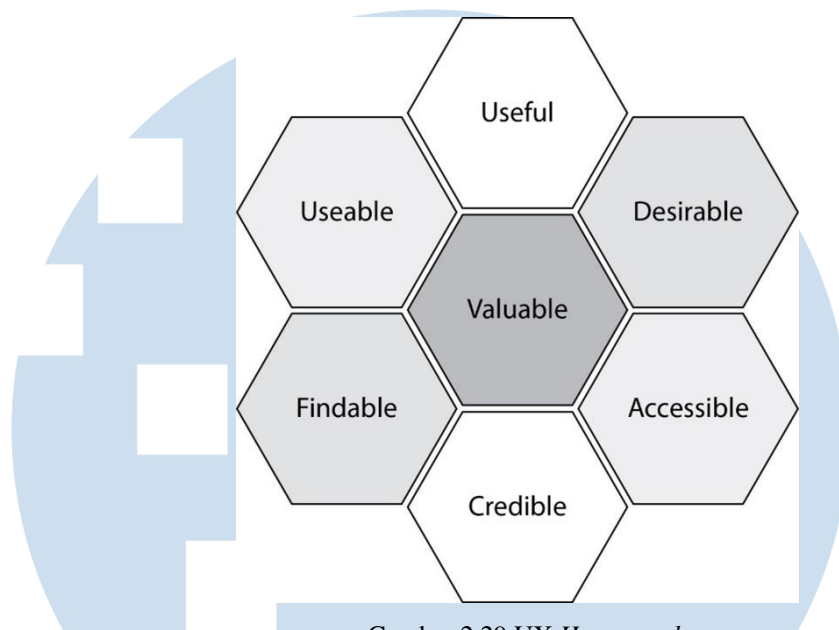 Useful
Useable
Desirable
Valuable
Findable
Accessible
Credible